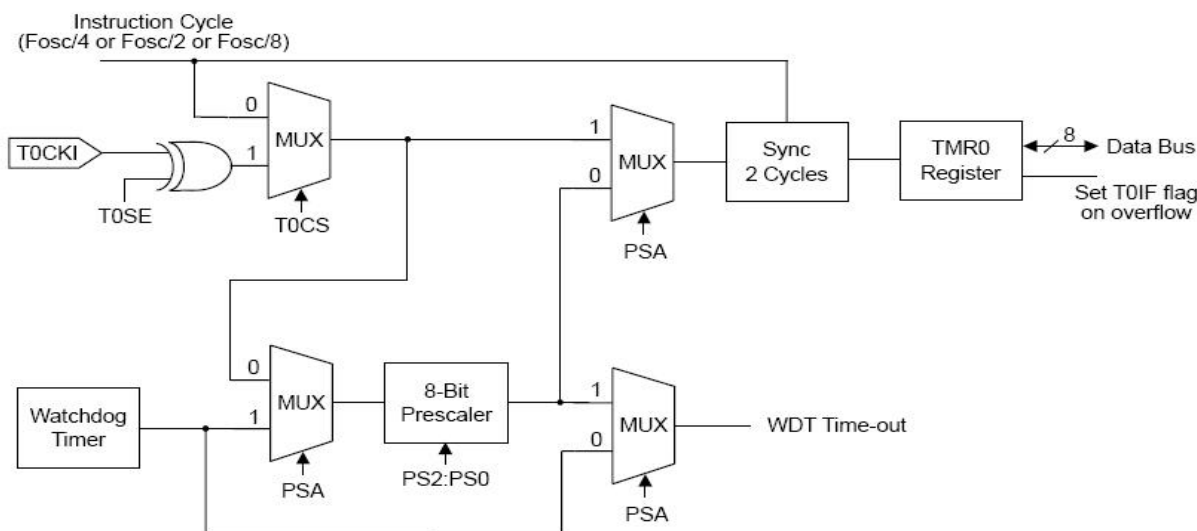 Instruction Cycle
(Fosc/4 or Fosc/2 or Fosc/8)
0
MUX
T0CKI
1
T0SE
T0CS
1
MUX
0
PSA
Sync
2 Cycles
TMR0
Register
8
Data Bus
Set T0IF flag
on overflow
0
MUX
1
Watchdog
Timer
PSA
8-Bit
Prescaler
PS2:PS0
1
MUX
0
PSA
WDT Time-out